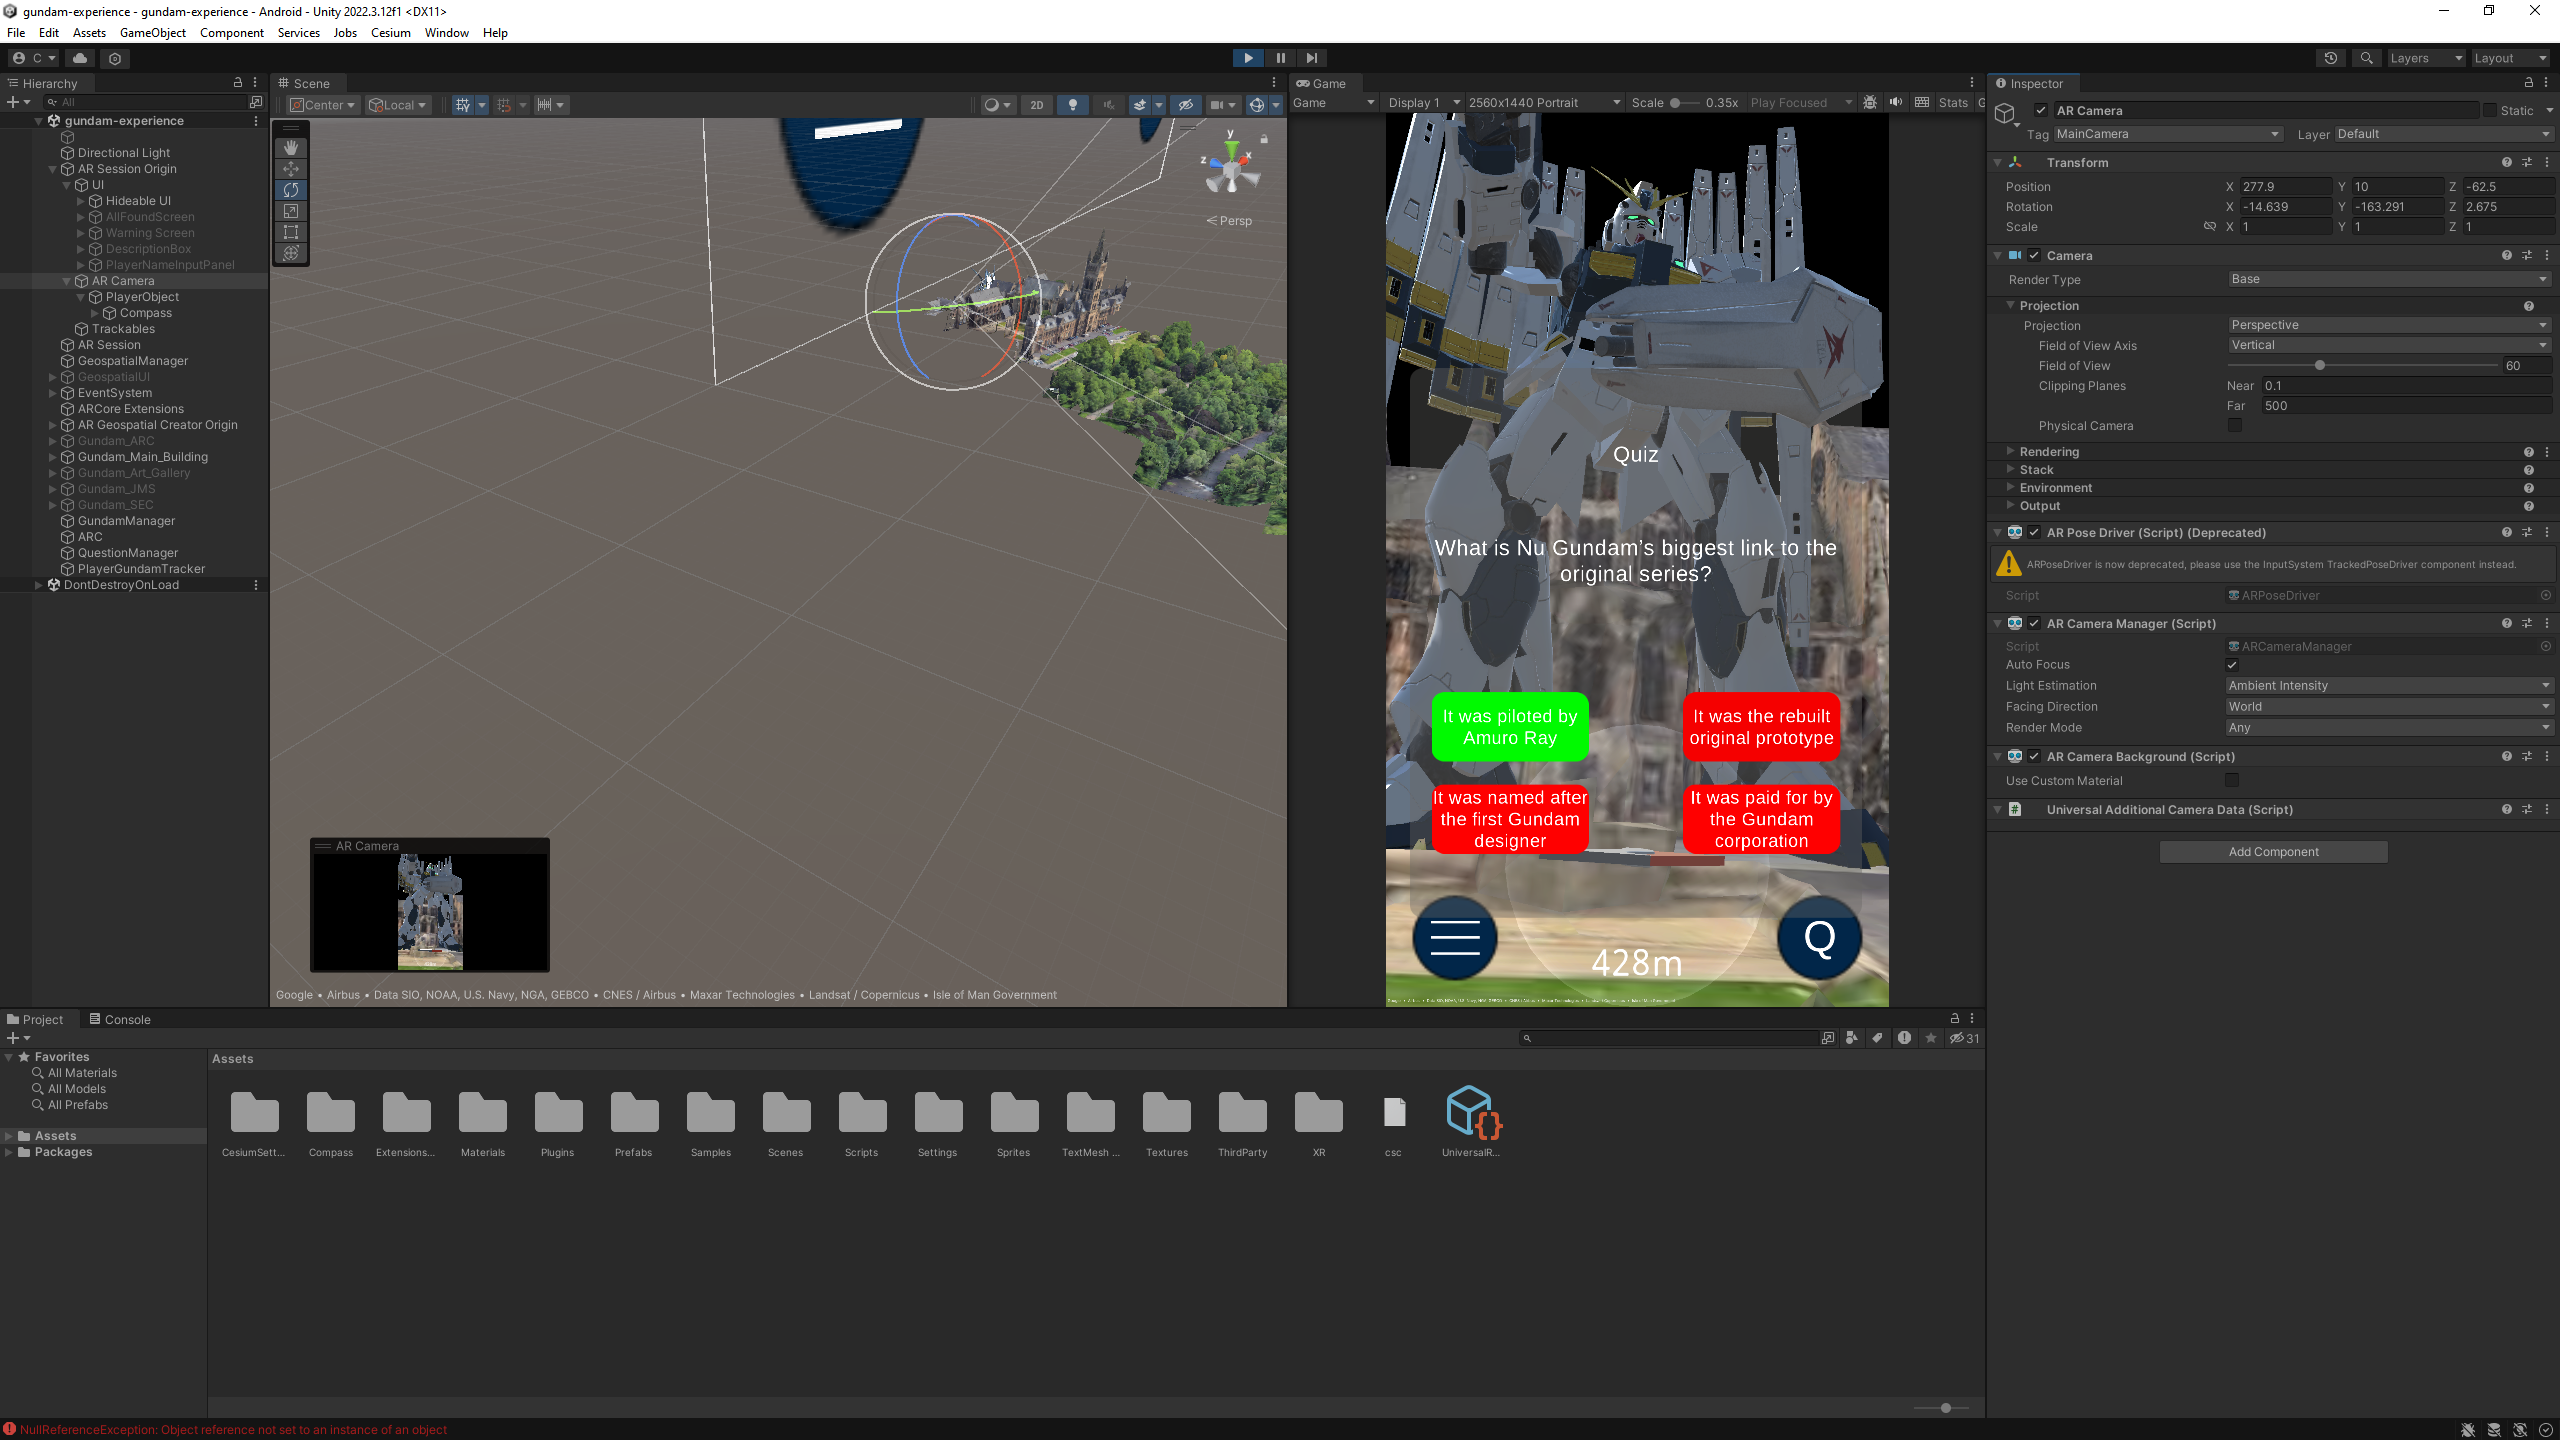 gundam-experience - gundam-experience - Android - Unity 2022.3.12f1 <DX11>
File Edit Assets GameObject Component Services Jobs Cesium Window Help
C
Layers
Layout
Hierarchy
All
gundam-experience
Directional Light
AR Session Origin
UI
Hideable UI
AllFoundScreen
Warning Screen
DescriptionBox
PlayerNameInputPanel
AR Camera
PlayerObject
Compass
Trackables
AR Session
GeospatialManager
GeospatialUI
EventSystem
ARCore Extensions
AR Geospatial Creator Origin
Gundam_ARC
Gundam_Main_Building
Gundam_Art_Gallery
Gundam_JMS
Gundam_SEC
GundamManager
ARC
QuestionManager
PlayerGundamTracker
DontDestroyOnLoad
Scene
Center
Local
2D
y
x
z
Persp
AR Camera
Google • Airbus • Data SIO, NOAA, U.S. Navy, NGA, GEBCO • CNES / Airbus • Maxar Technologies • Landsat / Copernicus • Isle of Man Government
Game
Game Display 1 2560x1440 Portrait Scale 0.35x Play Focused Stats G
Quiz
What is Nu Gundam's biggest link to the
original series?
It was piloted by
Amuro Ray
It was the rebuilt
original prototype
It was named after
the first Gundam
designer
It was paid for by
the Gundam
corporation
428m
Q
Inspector
AR Camera
Static
Tag MainCamera Layer Default
Transform
Position X 277.9 Y 10 Z -62.5
Rotation X -14.639 Y -163.291 Z 2.675
Scale X 1 Y 1 Z 1
Camera
Render Type Base
Projection
Projection Perspective
Field of View Axis Vertical
Field of View 60
Clipping Planes Near 0.1
Far 500
Physical Camera
Rendering
Stack
Environment
Output
AR Pose Driver (Script) (Deprecated)
ARPoseDriver is now deprecated, please use the InputSystem TrackedPoseDriver component instead.
Script ARPoseDriver
AR Camera Manager (Script)
Script ARCameraManager
Auto Focus
Light Estimation Ambient Intensity
Facing Direction World
Render Mode Any
AR Camera Background (Script)
Use Custom Material
# Universal Additional Camera Data (Script)
Add Component
Project Console
31
Favorites
All Materials
All Models
All Prefabs
Assets
Packages
Assets
CesiumSett... Compass Extensions... Materials Plugins Prefabs Samples Scenes Scripts Settings Sprites TextMesh ... Textures ThirdParty XR csc UniversalR...
NullReferenceException: Object reference not set to an instance of an object